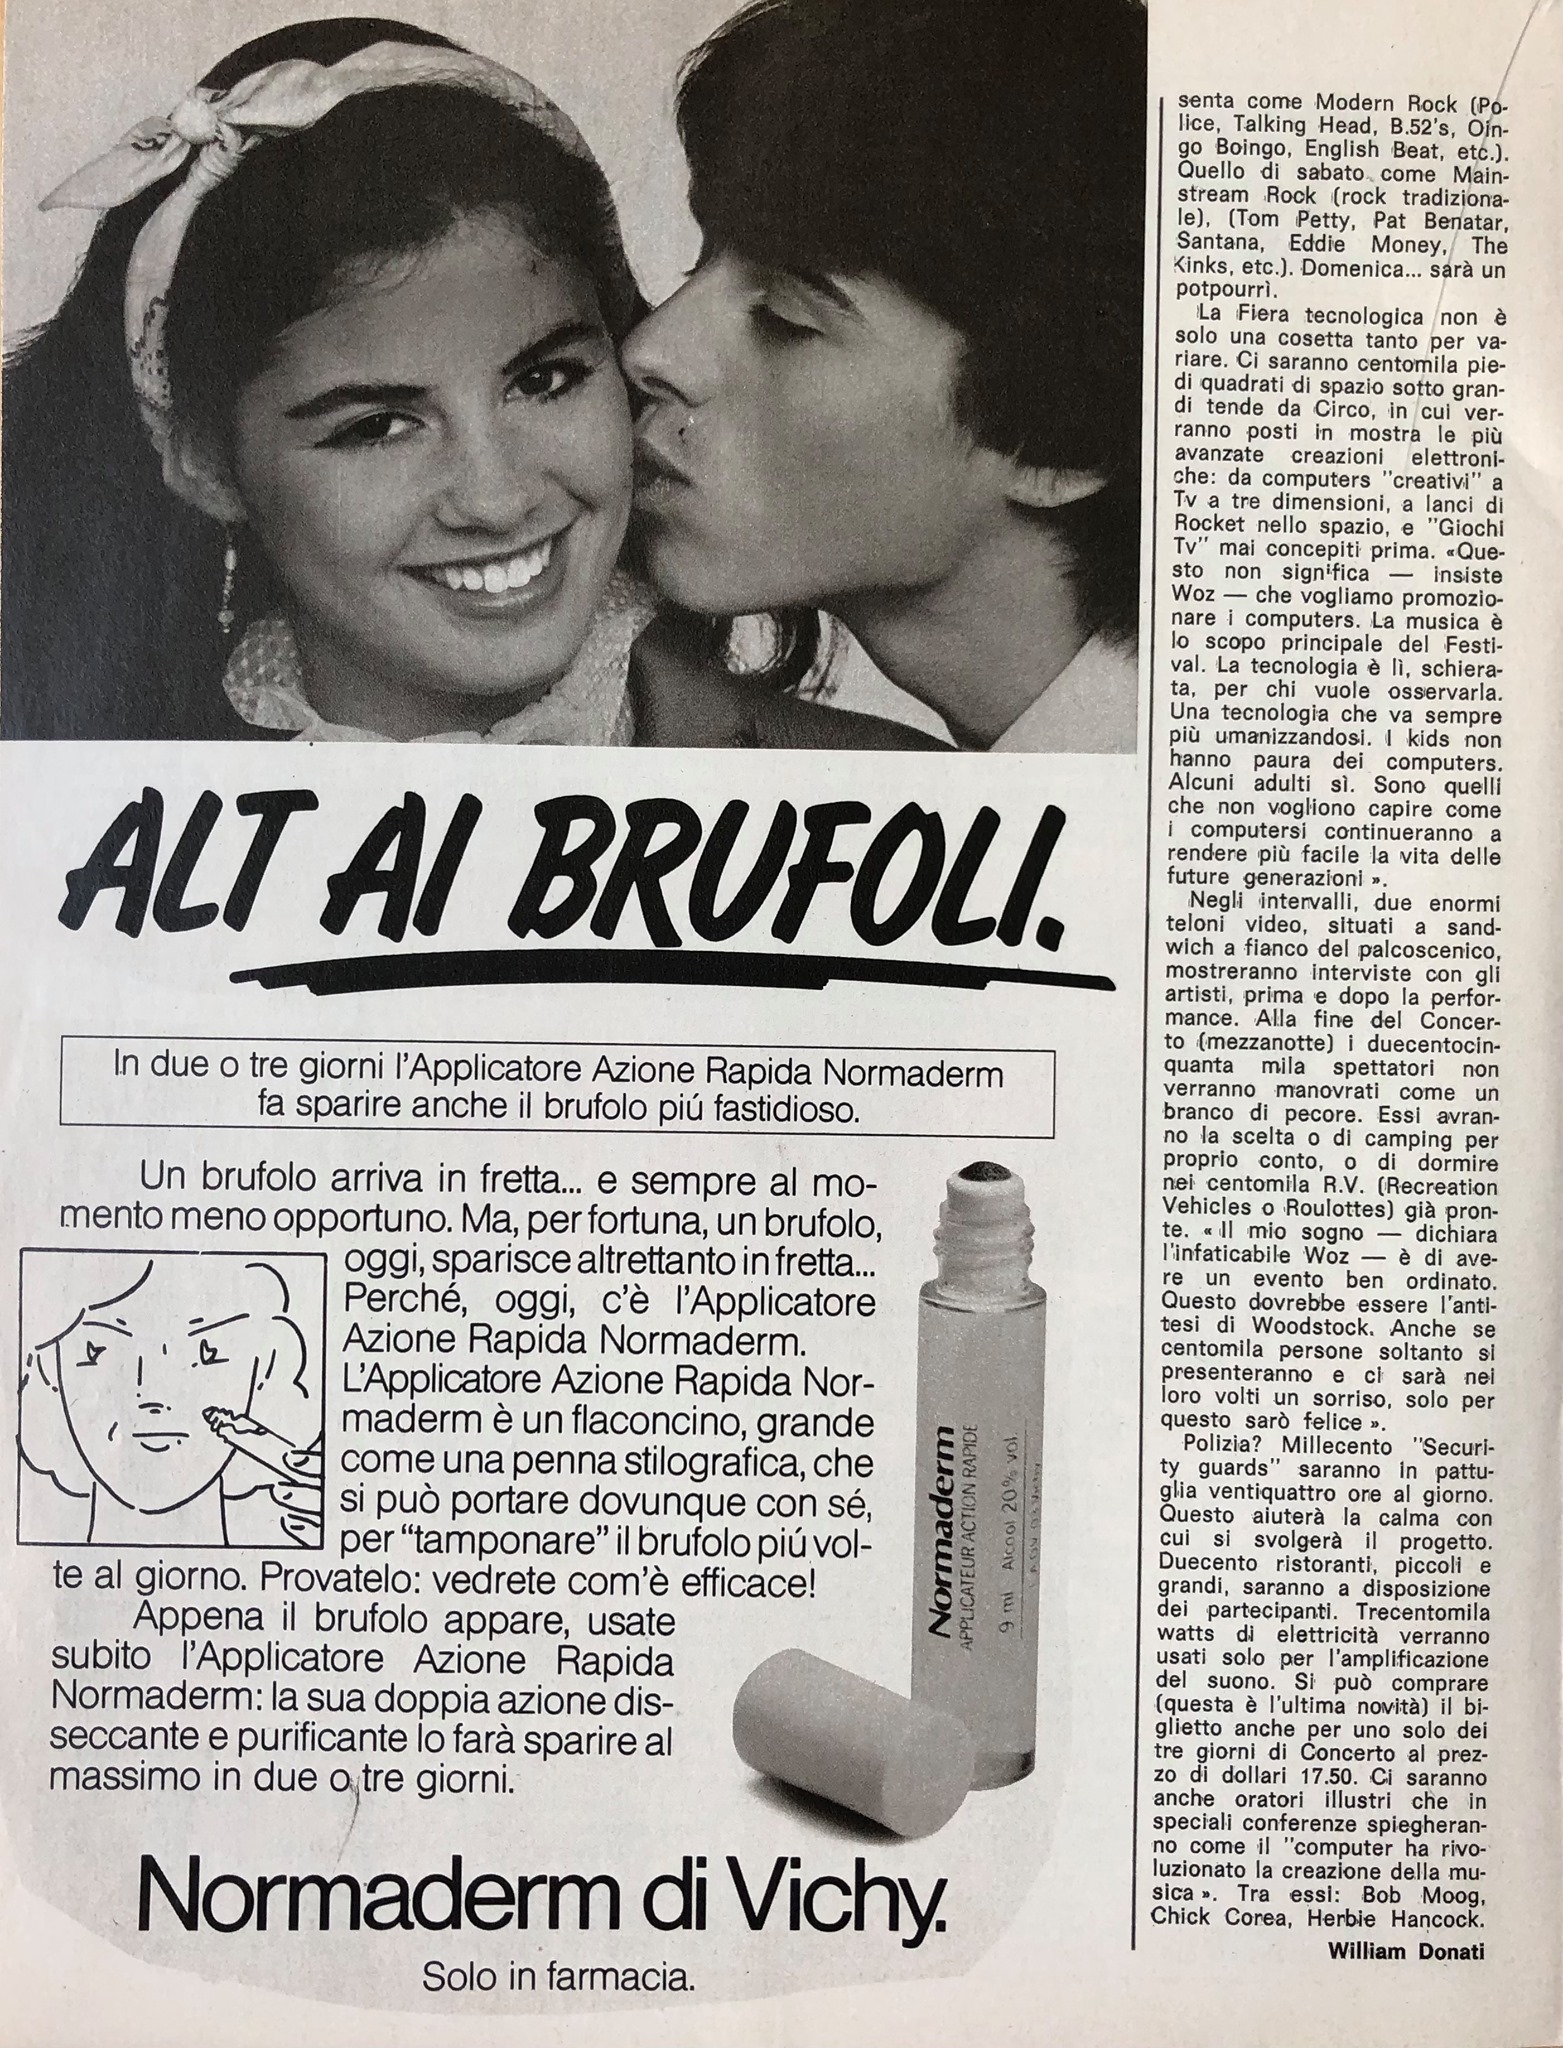 ALT AI BRUFOLI.
In due o tre giorni l'Applicatore Azione Rapida Normaderm
fa sparire anche il brufolo piú fastidioso.
Un brufolo arriva in fretta... e sempre al mo-
mento meno opportuno. Ma, per fortuna, un brufolo,
oggi, sparisce altrettanto in fretta...
Perché, oggi, c'è l'Applicatore
Azione Rapida Normaderm.
L'Applicatore Azione Rapida Nor-
maderm è un flaconcino, grande
come una penna stilografica, che
si può portare dovunque con sé,
per "tamponare" il brufolo piú vol-
te al giorno. Provatelo: vedrete com'è efficace!
Appena il brufolo appare, usate
subito l'Applicatore Azione Rapida
Normaderm: la sua doppia azione dis-
seccante e purificante lo farà sparire al
massimo in due o tre giorni.
Normaderm
APPLICATEUR ACTION RAPIDE
9 ml Alcool 20% vol.
Normaderm di Vichy.
Solo in farmacia.
senta come Modern Rock (Po-
lice, Talking Head, B.52's, Oin-
go Boingo, English Beat, etc.).
Quello di sabato come Main-
stream Rock (rock tradiziona-
le), (Tom Petty, Pat Benatar,
Santana, Eddie Money, The
Kinks, etc.). Domenica... sarà un
potpourrì.
La Fiera tecnologica non è
solo una cosetta tanto per va-
riare. Ci saranno centomila pie-
di quadrati di spazio sotto gran-
di tende da Circo, in cui ver-
ranno posti in mostra le più
avanzate creazioni elettroni-
che: da computers "creativi" a
Tv a tre dimensioni, a lanci di
Rocket nello spazio, e "Giochi
Tv" mai concepiti prima. «Que-
sto non significa — insiste
Woz — che vogliamo promozio-
nare i computers. La musica è
lo scopo principale del Festi-
val. La tecnologia è lì, schiera-
ta, per chi vuole osservarla.
Una tecnologia che va sempre
più umanizzandosi. I kids non
hanno paura dei computers.
Alcuni adulti sì. Sono quelli
che non vogliono capire come
i computersi continueranno a
rendere più facile la vita delle
future generazioni ».
Negli intervalli, due enormi
teloni video, situati a sand-
wich a fianco del palcoscenico,
mostreranno interviste con gli
artisti, prima e dopo la perfor-
mance. Alla fine del Concer-
to (mezzanotte) i duecentocin-
quanta mila spettatori non
verranno manovrati come un
branco di pecore. Essi avran-
no la scelta o di camping per
proprio conto, o di dormire
nei centomila R.V. (Recreation
Vehicles o Roulottes) già pron-
te. « Il mio sogno — dichiara
l'infaticabile Woz — è di ave-
re un evento ben ordinato.
Questo dovrebbe essere l'anti-
tesi di Woodstock. Anche se
centomila persone soltanto si
presenteranno e ci sarà nei
loro volti un sorriso, solo per
questo sarò felice ».
Polizia? Millecento "Securi-
ty guards" saranno in pattu-
glia ventiquattro ore al giorno.
Questo aiuterà la calma con
cui si svolgerà il progetto.
Duecento ristoranti, piccoli e
grandi, saranno a disposizione
dei partecipanti. Trecentomila
watts di elettricità verranno
usati solo per l'amplificazione
del suono. Si può comprare
(questa è l'ultima novità) il bi-
glietto anche per uno solo dei
tre giorni di Concerto al prez-
zo di dollari 17.50. Ci saranno
anche oratori illustri che in
speciali conferenze spiegheran-
no come il "computer ha rivo-
luzionato la creazione della mu-
sica ». Tra essi: Bob Moog,
Chick Corea, Herbie Hancock.
William Donati